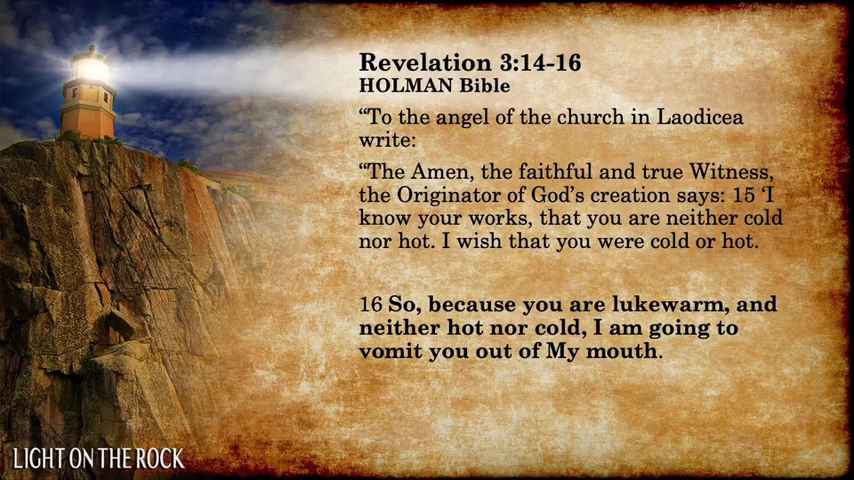 Revelation 3:14-16
HOLMAN Bible
“To the angel of the church in Laodicea
write:
“The Amen, the faithful and true Witness,
the Originator of God’s creation says: 15 ‘I
know your works, that you are neither cold
nor hot. I wish that you were cold or hot.
16 So, because you are lukewarm, and
neither hot nor cold, I am going to
vomit you out of My mouth.
LIGHT ON THE ROCK